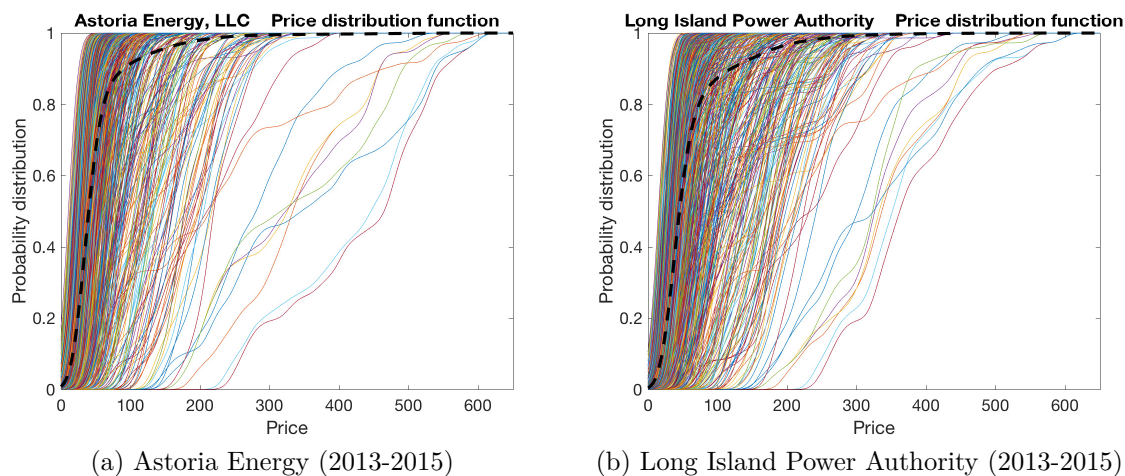 Astoria Energy, LLC Price distribution function
1
0.8
0.6
0.4
0.2
0
Probability distribution
0 100 200 300 400 500 600
Price
(a) Astoria Energy (2013-2015)
Long Island Power Authority Price distribution function
1
0.8
0.6
0.4
0.2
0
Probability distribution
0 100 200 300 400 500 600
Price
(b) Long Island Power Authority (2013-2015)